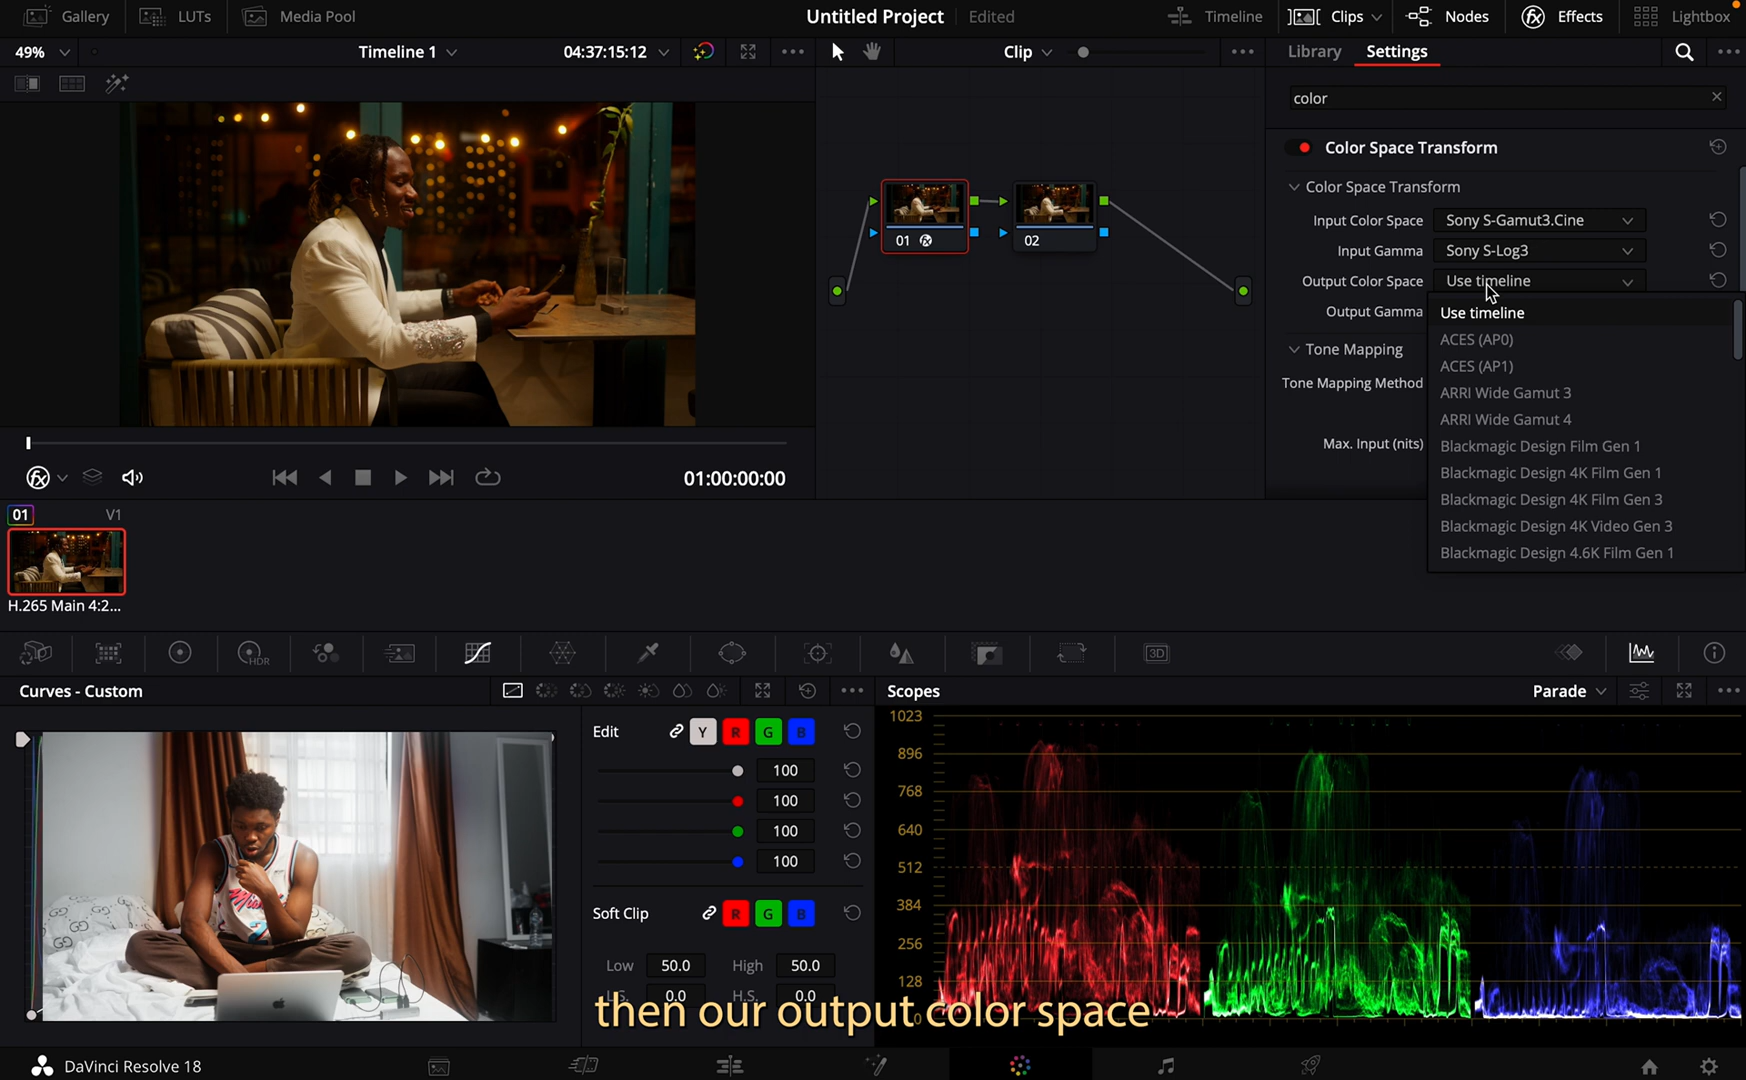 Gallery
LUTs
Media Pool
Untitled Project
Edited
Timeline
Clips
Nodes
Effects
Lightbox
49%
Timeline 1
04:37:15:12
Clip
Library
Settings
color
Color Space Transform
Color Space Transform
Input Color Space
Sony S-Gamut3.Cine
Input Gamma
Sony S-Log3
Output Color Space
Use timeline
Output Gamma
Tone Mapping
Tone Mapping Method
Max. Input (nits)
Use timeline
ACES (AP0)
ACES (AP1)
ARRI Wide Gamut 3
ARRI Wide Gamut 4
Blackmagic Design Film Gen 1
Blackmagic Design 4K Film Gen 1
Blackmagic Design 4K Film Gen 3
Blackmagic Design 4K Video Gen 3
Blackmagic Design 4.6K Film Gen 1
01
02
01:00:00:00
01
V1
H.265 Main 4:2...
HDR
3D
Curves - Custom
Edit
Y R G B
100
100
100
100
Soft Clip
R G B
Low 50.0 High 50.0
L.S. 0.0 H.S. 0.0
Scopes
Parade
1023
896
768
640
512
384
256
128
0
then our output color space
DaVinci Resolve 18